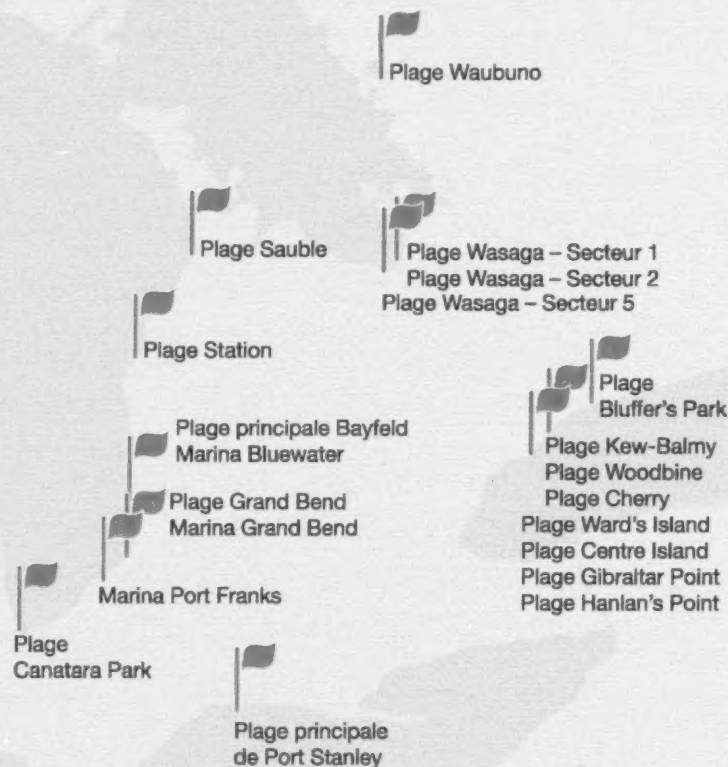 Plage Waubuno
Plage Sauble
Plage Wasaga – Secteur 1
Plage Wasaga – Secteur 2
Plage Wasaga – Secteur 5
Plage Station
Plage
Bluffer's Park
Plage Kew-Balmy
Plage Woodbine
Plage Cherry
Plage Ward's Island
Plage Centre Island
Plage Gibraltar Point
Plage Hanlan's Point
Plage principale Bayfeld
Marina Bluewater
Plage Grand Bend
Marina Grand Bend
Marina Port Franks
Plage
Canatara Park
Plage principale
de Port Stanley